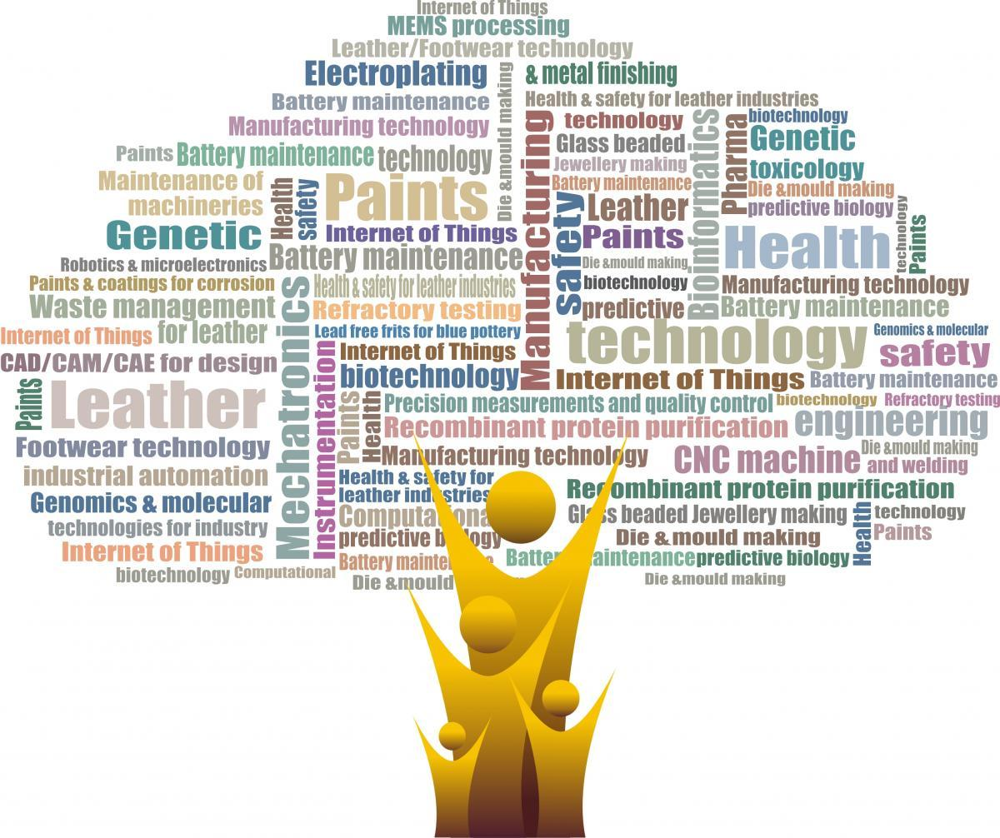 Internet of Things
MEMS processing
Leather/Footwear technology
Electroplating
& metal finishing
Die &mould making
Health & safety for leather industries
Battery maintenance
Manufacturing technology
Paints
Battery maintenance
technology
Maintenance of
machineries
Health
safety
Paints
Genetic
Internet of Things
Robotics & microelectronics
Battery maintenance
Manufacturing
technology
Glass beaded
Jewellery making
Battery maintenance
safety
Leather
Paints
Die &mould making
biotechnology
predictive
Bioinformatics
Pharma
biotechnology
Genetic
toxicology
Die &mould making
predictive biology
Health
technology
Paints
Manufacturing technology
Battery maintenance
Paints & coatings for corrosion
Waste management
Internet of Things
for leather
CAD/CAM/CAE for design
Paints
Leather
Footwear technology
industrial automation
Genomics & molecular
technologies for industry
Internet of Things
biotechnology
Computational
Mechatronics
Health & safety for leather industries
Refractory testing
Lead free frits for blue pottery
Instrumentation
Internet of Things
biotechnology
Paints
Health
technology
Genomics & molecular
safety
Internet of Things
Battery maintenance
Precision measurements and quality control
biotechnology
Refractory testing
Recombinant protein purification
engineering
Manufacturing technology
CNC machine
Die &mould making
and welding
Health & safety for
leather industries
Computationa
predictive biology
Battery mainte
Die &mould
Recombinant protein purification
Glass beaded Jewellery making
Health
technology
Paints
Die & mould making
Battery maintenance
predictive biology
Die &mould making